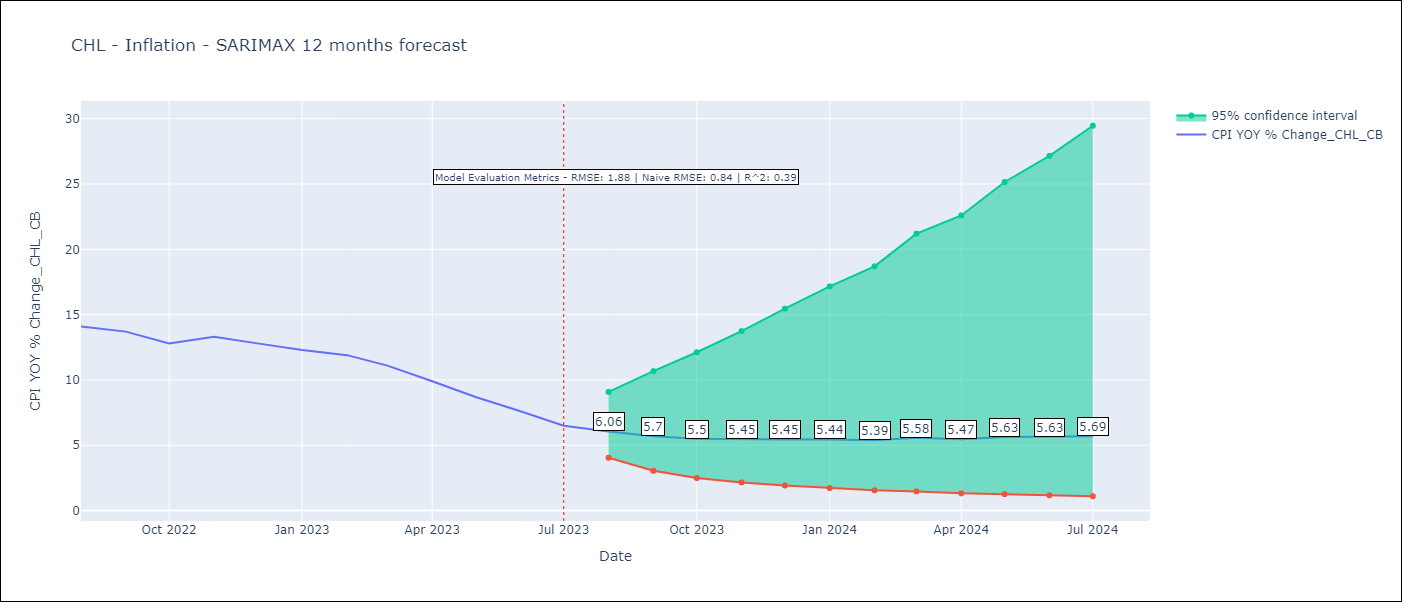 CHL - Inflation - SARIMAX 12 months forecast
95% confidence interval
CPI YOY % Change_CHL_CB
Model Evaluation Metrics - RMSE: 1.88 | Naive RMSE: 0.84 | R^2: 0.39
CPI YOY % Change_CHL_CB
30
25
20
15
10
5
0
6.06 5.7 5.5 5.45 5.45 5.44 5.39 5.58 5.47 5.63 5.63 5.69
Oct 2022 Jan 2023 Apr 2023 Jul 2023 Oct 2023 Jan 2024 Apr 2024 Jul 2024
Date